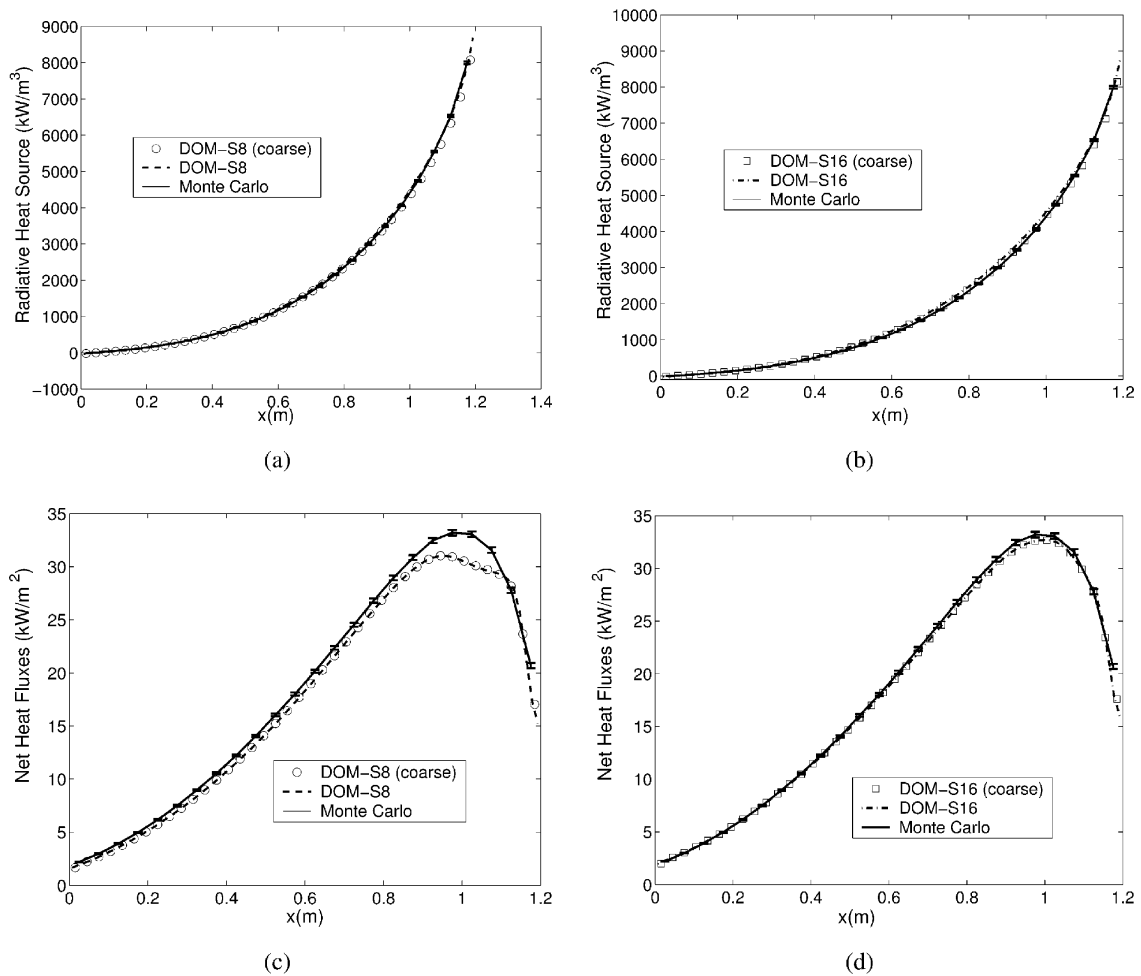 9000
8000
7000
6000
5000
4000
3000
2000
1000
0
−1000
Radiative Heat Source (kW/m3)
DOM−S8 (coarse)
DOM−S8
Monte Carlo
0 0.2 0.4 0.6 0.8 1 1.2 1.4
x(m)
(a)
10000
9000
8000
7000
6000
5000
4000
3000
2000
1000
0
Radiative Heat Source (kW/m3)
DOM−S16 (coarse)
DOM−S16
Monte Carlo
0 0.2 0.4 0.6 0.8 1 1.2
x(m)
(b)
35
30
25
20
15
10
5
0
Net Heat Fluxes (kW/m2)
DOM−S8 (coarse)
DOM−S8
Monte Carlo
0 0.2 0.4 0.6 0.8 1 1.2
x(m)
(c)
35
30
25
20
15
10
5
0
Net Heat Fluxes (kW/m2)
DOM−S16 (coarse)
DOM−S16
Monte Carlo
0 0.2 0.4 0.6 0.8 1 1.2
x(m)
(d)